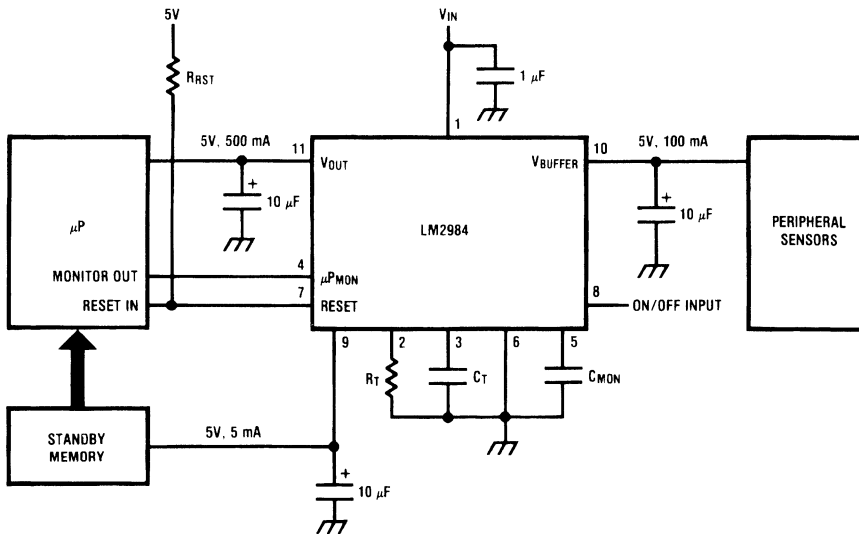 5V
VIN
RRST
1 μF
1
5V, 500 mA
11
VOUT
10
5V, 100 mA
VBUFFER
10 μF
10 μF
μP
LM2984
PERIPHERAL
SENSORS
MONITOR OUT
4
μPMON
RESET IN
7
RESET
8
ON/OFF INPUT
9
2
3
6
5
RT
CT
CMON
STANDBY
MEMORY
5V, 5 mA
10 μF
+
+
+